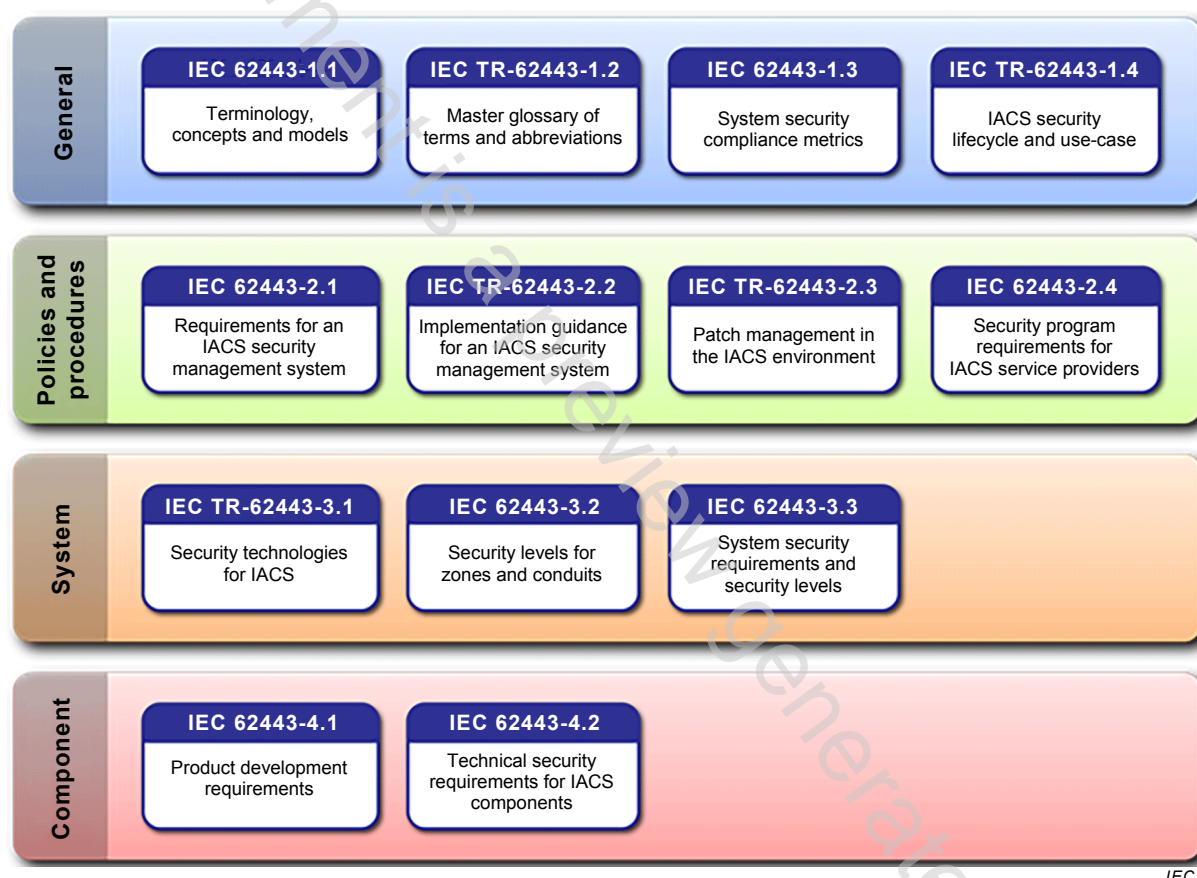 General
IEC 62443-1.1
Terminology,
concepts and models
IEC TR-62443-1.2
Master glossary of
terms and abbreviations
IEC 62443-1.3
System security
compliance metrics
IEC TR-62443-1.4
IACS security
lifecycle and use-case
Policies and
procedures
IEC 62443-2.1
Requirements for an
IACS security
management system
IEC TR-62443-2.2
Implementation guidance
for an IACS security
management system
IEC TR-62443-2.3
Patch management in
the IACS environment
IEC 62443-2.4
Security program
requirements for
IACS service providers
System
IEC TR-62443-3.1
Security technologies
for IACS
IEC 62443-3.2
Security levels for
zones and conduits
IEC 62443-3.3
System security
requirements and
security levels
Component
IEC 62443-4.1
Product development
requirements
IEC 62443-4.2
Technical security
requirements for IACS
components
IEC
is a preview